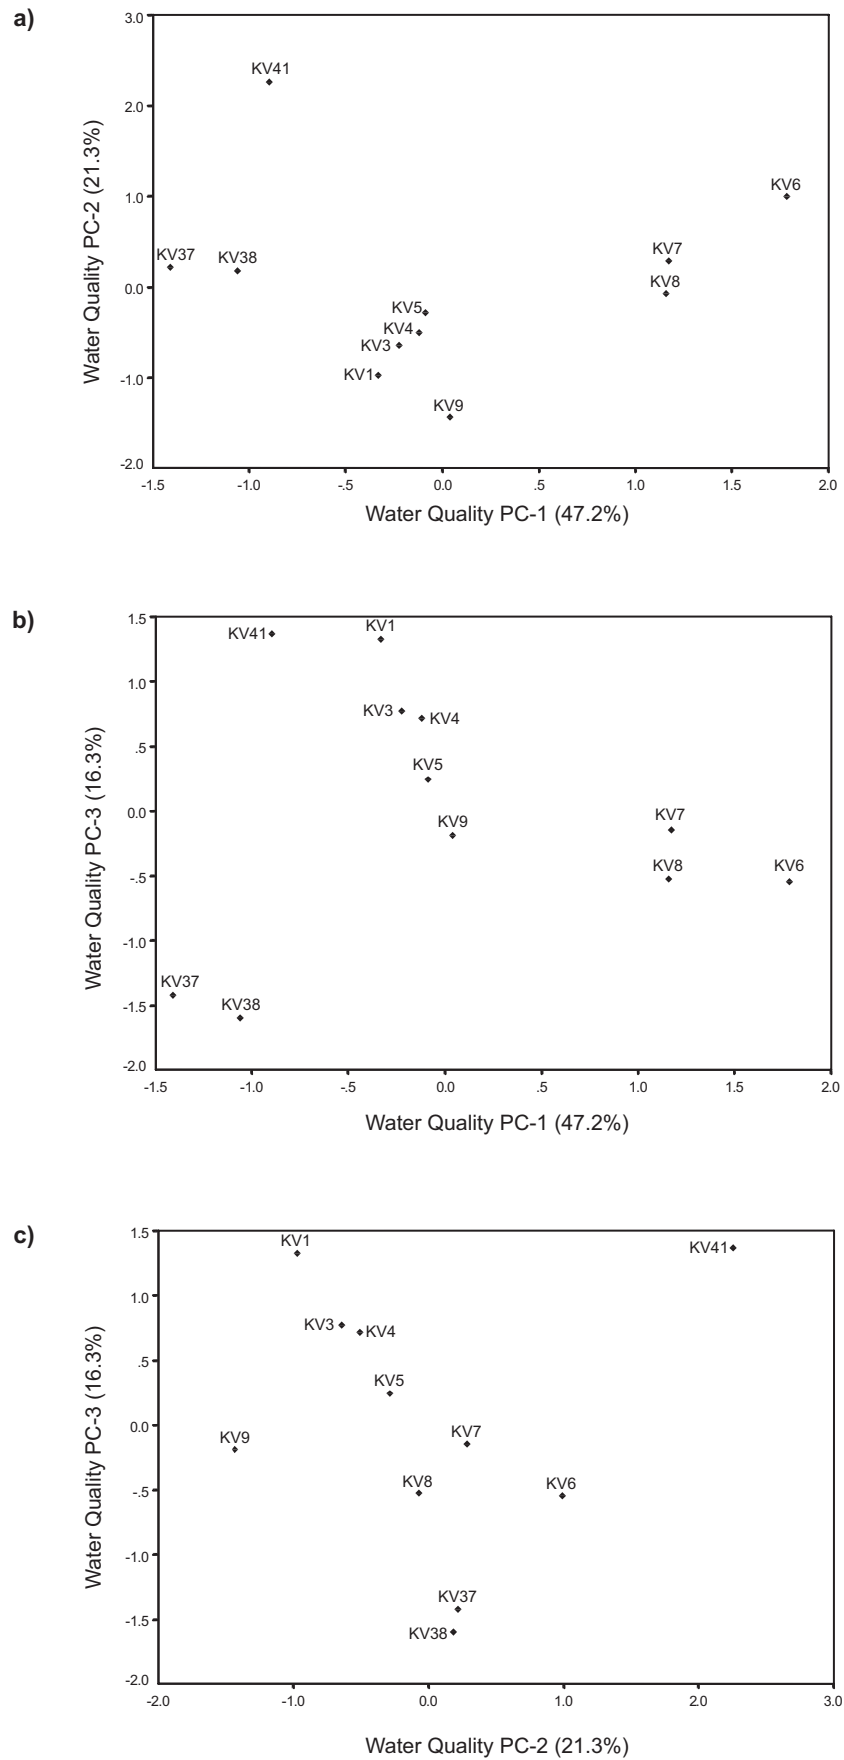 a)
3.0
KV41
2.0
Water Quality PC-2 (21.3%)
1.0
KV6
KV37
KV38
KV7
KV8
0.0
KV5
KV4
KV3
KV1
-1.0
KV9
-2.0
-1.5 -1.0 -.5 0.0 .5 1.0 1.5 2.0
Water Quality PC-1 (47.2%)
b)
1.5
KV41
KV1
1.0
KV3
KV4
.5
KV5
Water Quality PC-3 (16.3%)
0.0
KV9
KV7
-.5
KV8
KV6
-1.0
KV37
-1.5
KV38
-2.0
-1.5 -1.0 -.5 0.0 .5 1.0 1.5 2.0
Water Quality PC-1 (47.2%)
c)
1.5
KV1
KV41
1.0
KV3
KV4
.5
KV5
Water Quality PC-3 (16.3%)
0.0
KV9
KV7
-.5
KV8
KV6
-1.0
KV37
-1.5
KV38
-2.0
-2.0 -1.0 0.0 1.0 2.0 3.0
Water Quality PC-2 (21.3%)